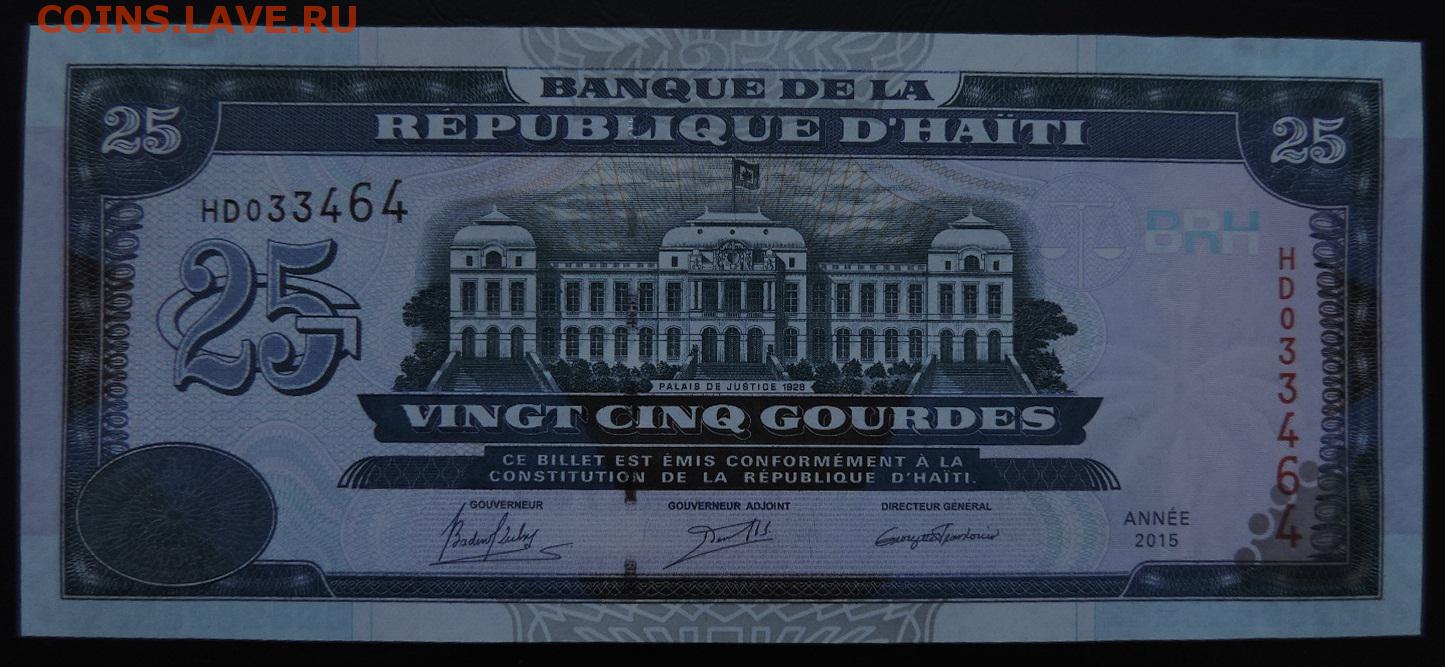 COINS.LAVE.RU
BANQUE DE LA
RÉPUBLIQUE D'HAÏTI
25
25
HD033464
25
BRH
HD033464
PALAIS DE JUSTICE 1928
VINGT CINQ GOURDES
CE BILLET EST ÉMIS CONFORMÉMENT À LA
CONSTITUTION DE LA RÉPUBLIQUE D'HAÏTI.
GOUVERNEUR
GOUVERNEUR ADJOINT
DIRECTEUR GÉNÉRAL
ANNÉE
2015